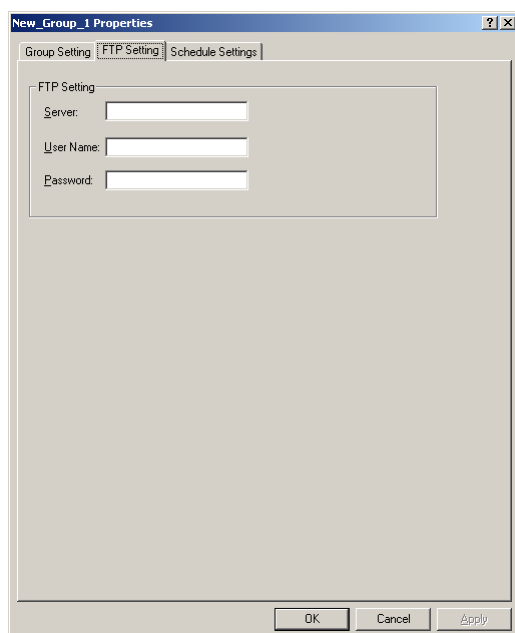 New_Group_1 Properties
Group Setting FTP Setting Schedule Settings
FTP Setting
Server:
User Name:
Password:
OK Cancel Apply